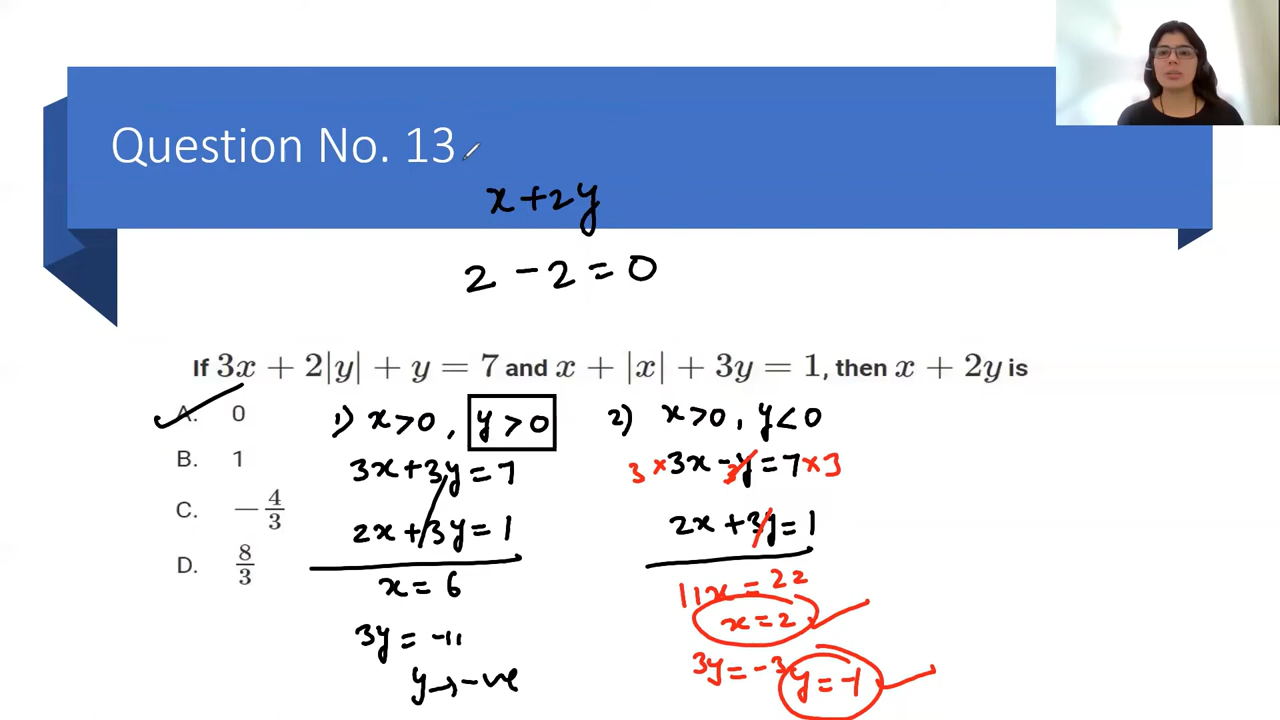 Question No. 13
x + 2y
2 - 2 = 0
If 3x + 2|y| + y = 7 and x + |x| + 3y = 1, then x + 2y is
A. 0
B. 1
C. -4/3
D. 8/3
1) x > 0, y > 0
3x + 3y = 7
2x + 3y = 1
x = 6
3y = -11
y → -ve
2) x > 0, y < 0
3 × 3x - 3y = 7 × 3
2x + 3y = 1
11x = 22
x = 2
3y = -3
y = -1